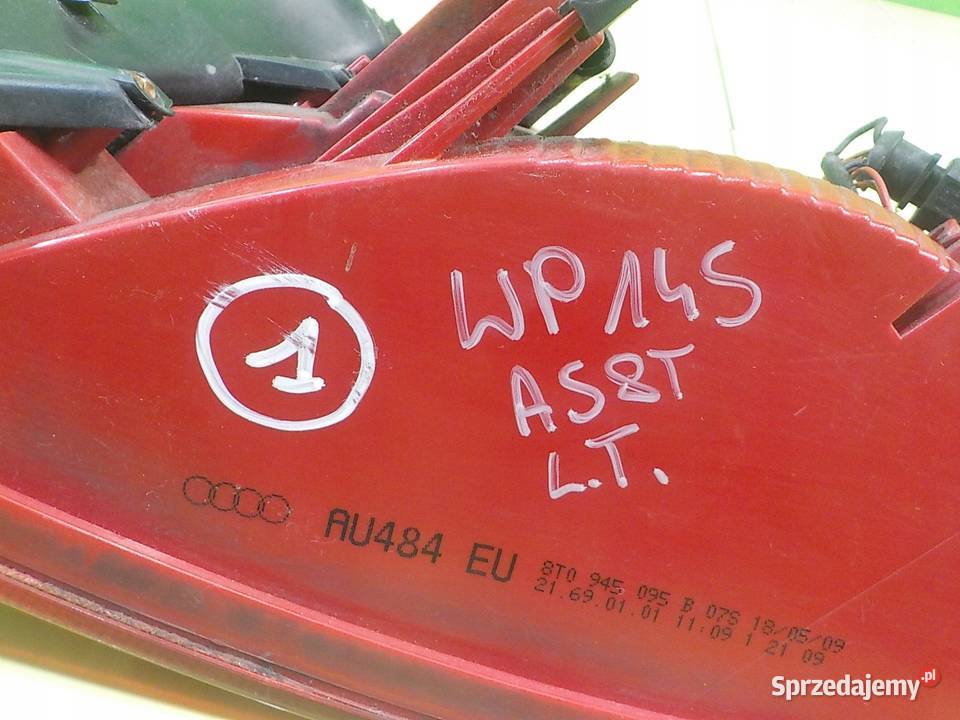 1
WP14S
A58T
L.T.
AU484 EU
8T0 945 095 B 07S 18/05/09
21.69.01.01 11:09 1 21 09
Sprzedajemy.pl